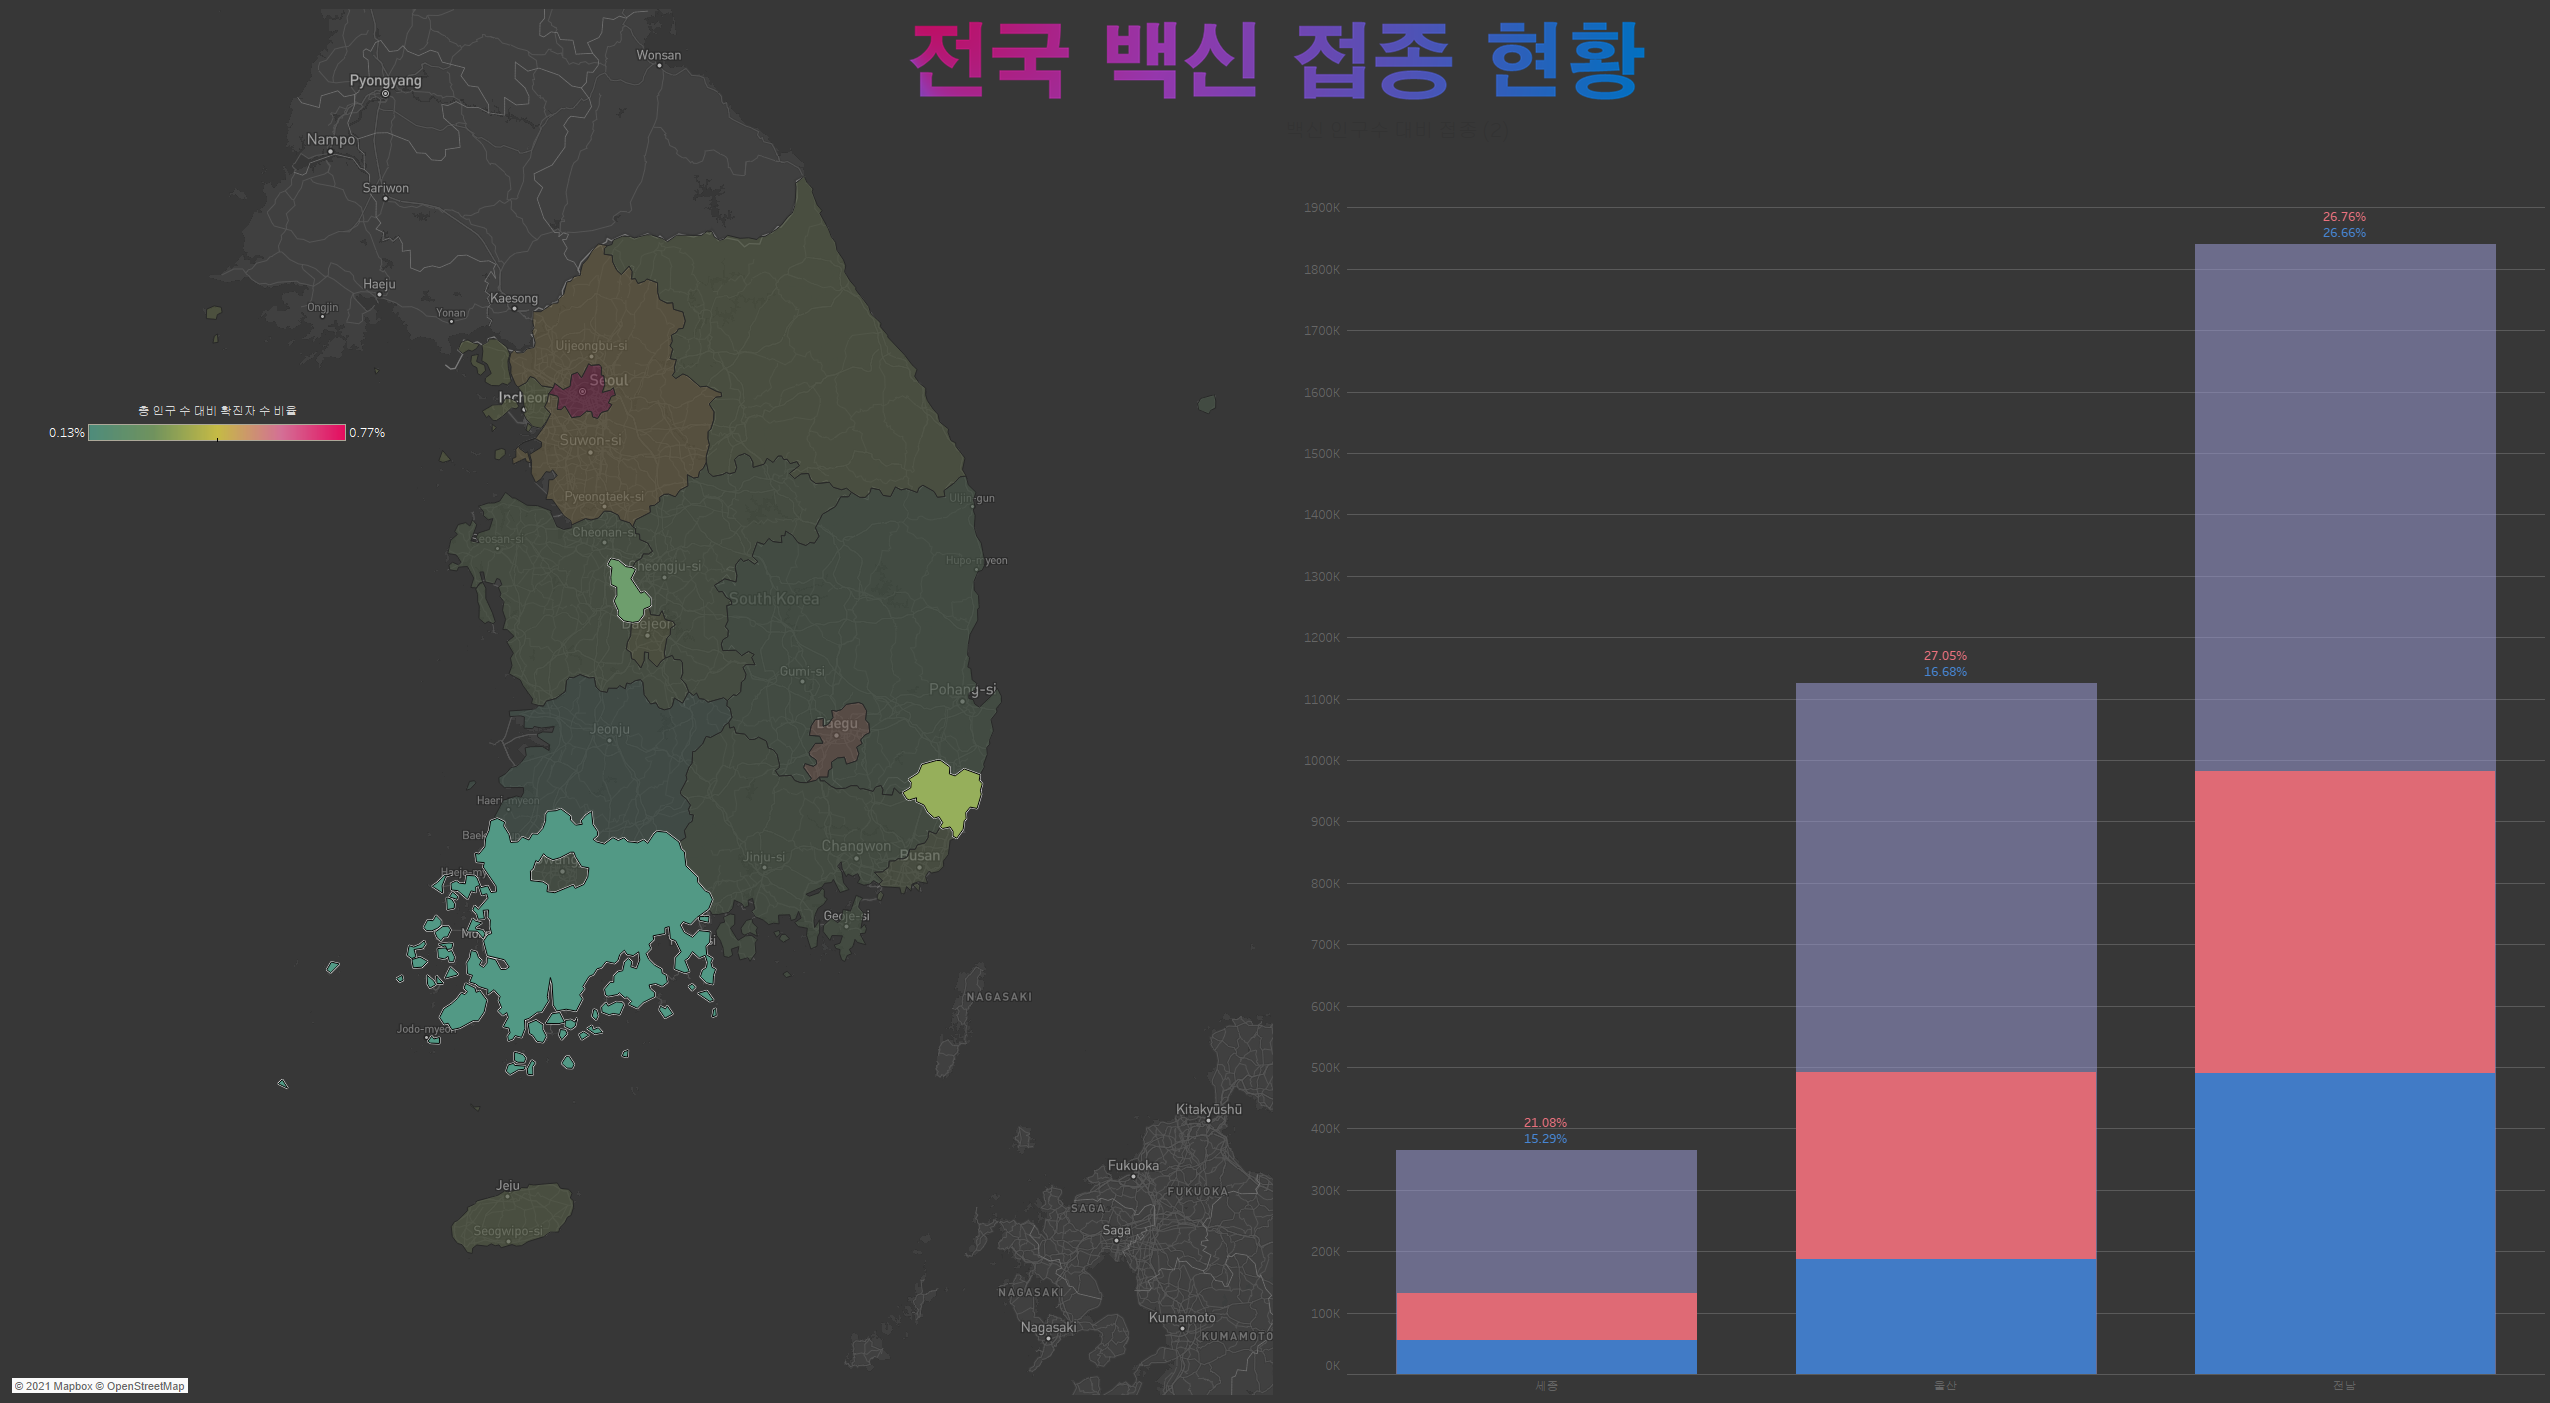 전국 백신 접종 현황
Wonsan
Pyongyang
Nampo
Sariwon
Haeju
Ongjin
Yonan
Kaesong
Uijeongbu-si
Seoul
Incheon
총 인구 수 대비 확진자 수 비율
0.13% 0.77%
Suwon-si
Pyeongtaek-si
Uljin-gun
Cheonan-si
Seosan-si
Hupo-myeon
heongju-si
South Korea
Daejeon
Gumi-si
Pohang-si
Daegu
Jeonju
Haeri-myeon
Baek
Changwon
Busan
Jinju-si
Haeje-my
Geoje-si
si
NAGASAKI
Jodo-myeon
Kitakyūshū
Fukuoka
FUKUOKA
Jeju
SAGA
Saga
Seogwipo-si
NAGASAKI
Nagasaki
Kumamoto
KUMAMOTO
© 2021 Mapbox © OpenStreetMap
1900K
1800K
1700K
1600K
1500K
1400K
1300K
1200K
1100K
1000K
900K
800K
700K
600K
500K
400K
300K
200K
100K
0K
21.08%
15.29%
27.05%
16.68%
26.76%
26.66%
세종 울산 전남